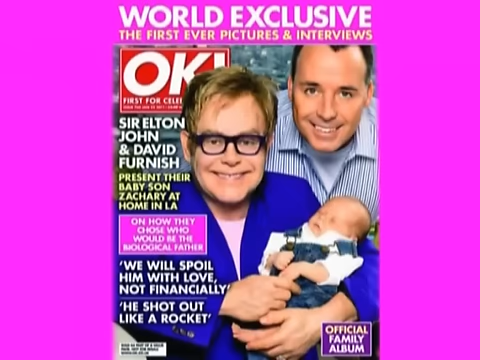 WORLD EXCLUSIVE
THE FIRST EVER PICTURES & INTERVIEWS
OK!
FIRST FOR CELEB
SIR ELTON
JOHN
& DAVID
FURNISH
PRESENT THEIR
BABY SON
ZACHARY AT
HOME IN LA
ON HOW THEY
CHOSE WHO
WOULD BE THE
BIOLOGICAL FATHER
'WE WILL SPOIL
HIM WITH LOVE,
NOT FINANCIALLY'
'HE SHOT OUT
LIKE A ROCKET'
OFFICIAL
FAMILY
ALBUM